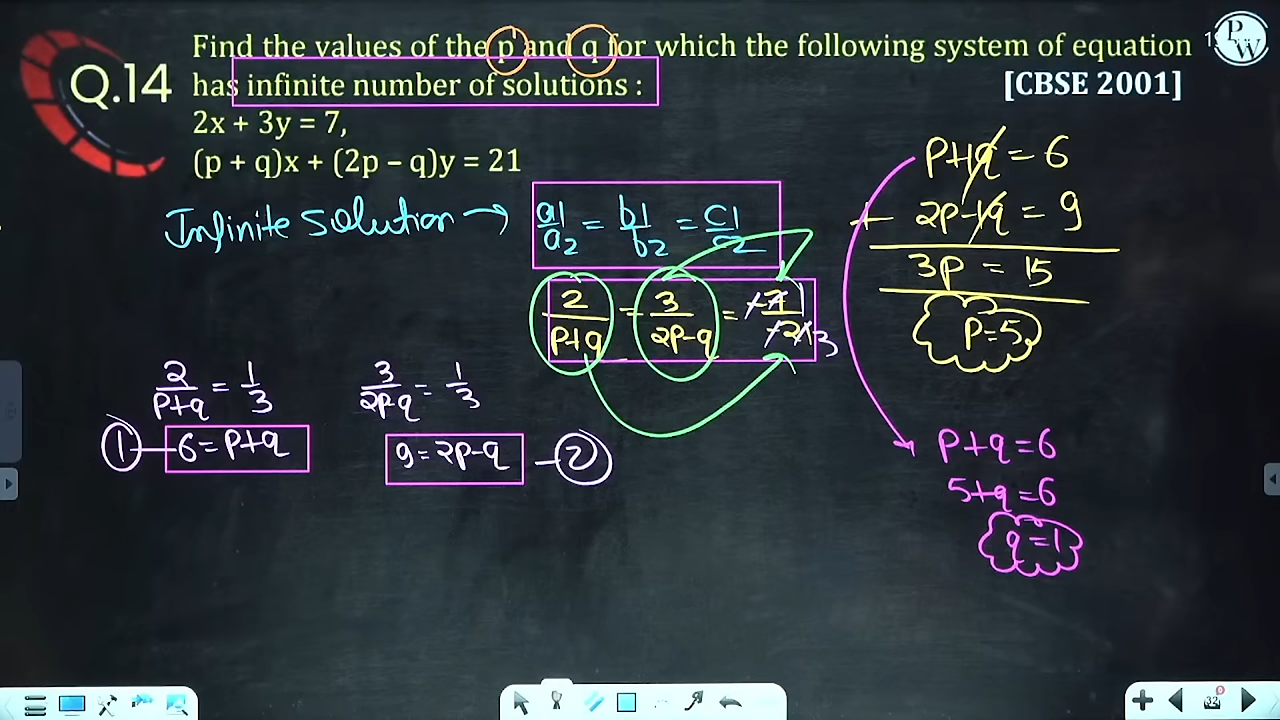 Q.14
Find the values of the p and q for which the following system of equation
has infinite number of solutions :
[CBSE 2001]
2x + 3y = 7,
(p + q)x + (2p – q)y = 21
PW
Infinite solution → a1/a2 = b1/b2 = c1/c2
2/p+q = 3/2p-q = -7/-21
1
3
2/p+q = 1/3
3/2p-q = 1/3
① 6 = p+q
9 = 2p-q ②
p+q = 6
+ 2p-q = 9
3p = 15
p=5
p+q=6
5+q=6
q=1
32